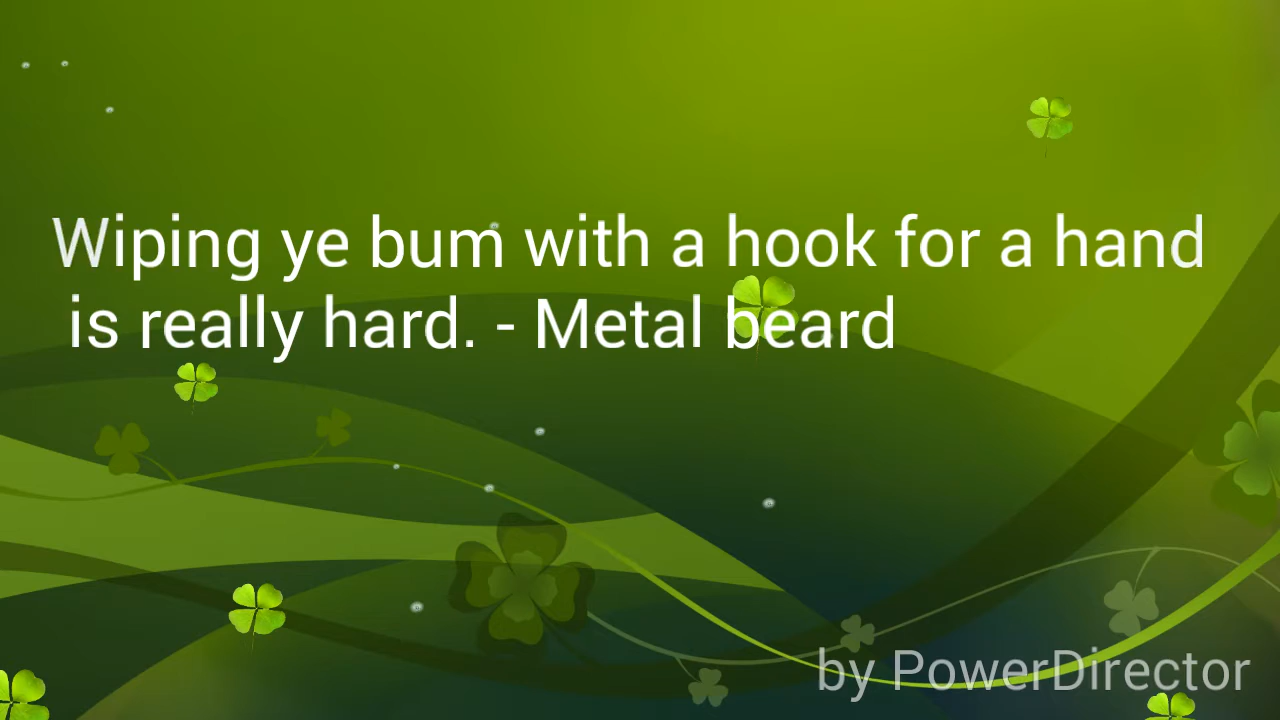 Wiping ye bum with a hook for a hand
is really hard. - Metal beard
by PowerDirector